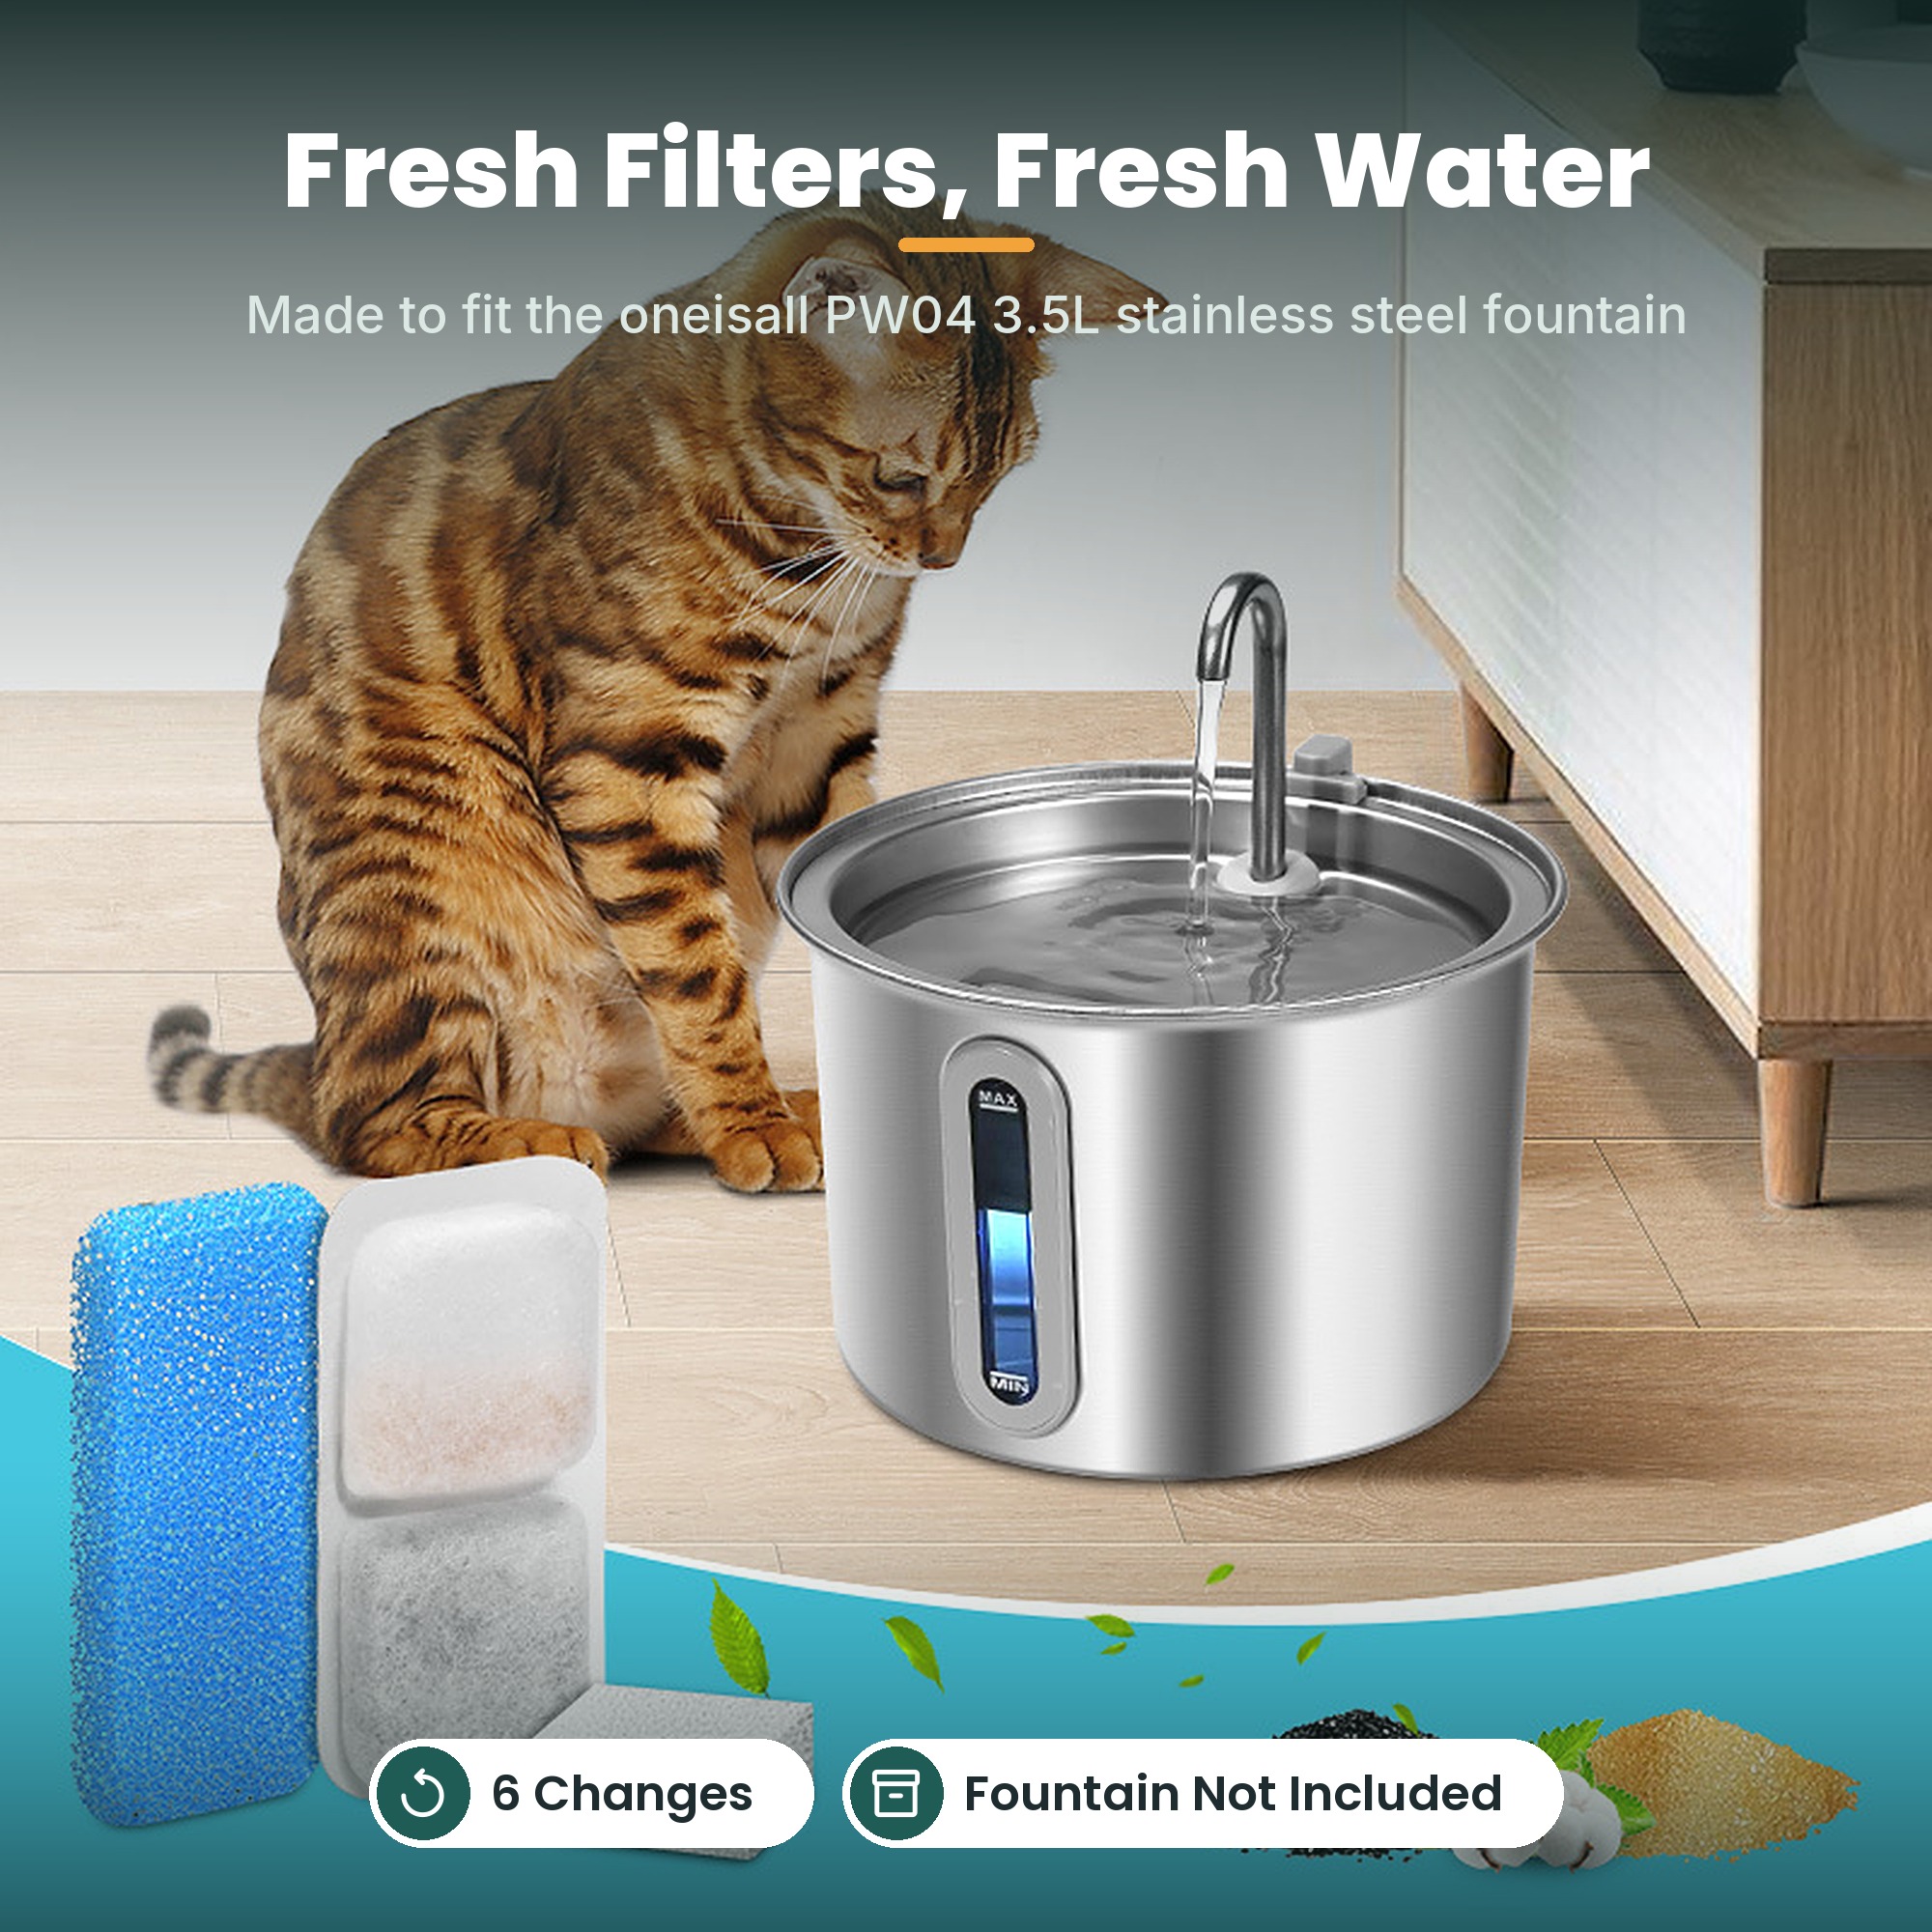 Fresh Filters, Fresh Water
Made to fit the oneisall PW04 3.5L stainless steel fountain
MAX
MIN
6 Changes
Fountain Not Included